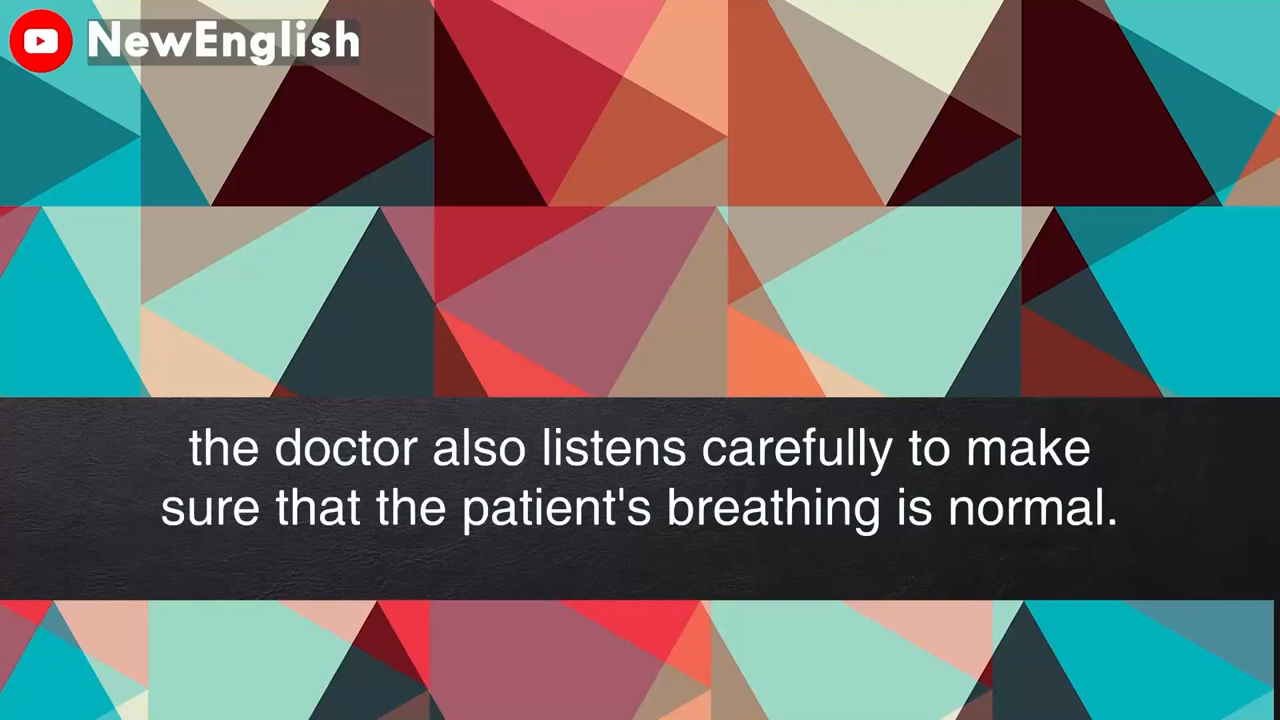 NewEnglish
the doctor also listens carefully to make
sure that the patient's breathing is normal.